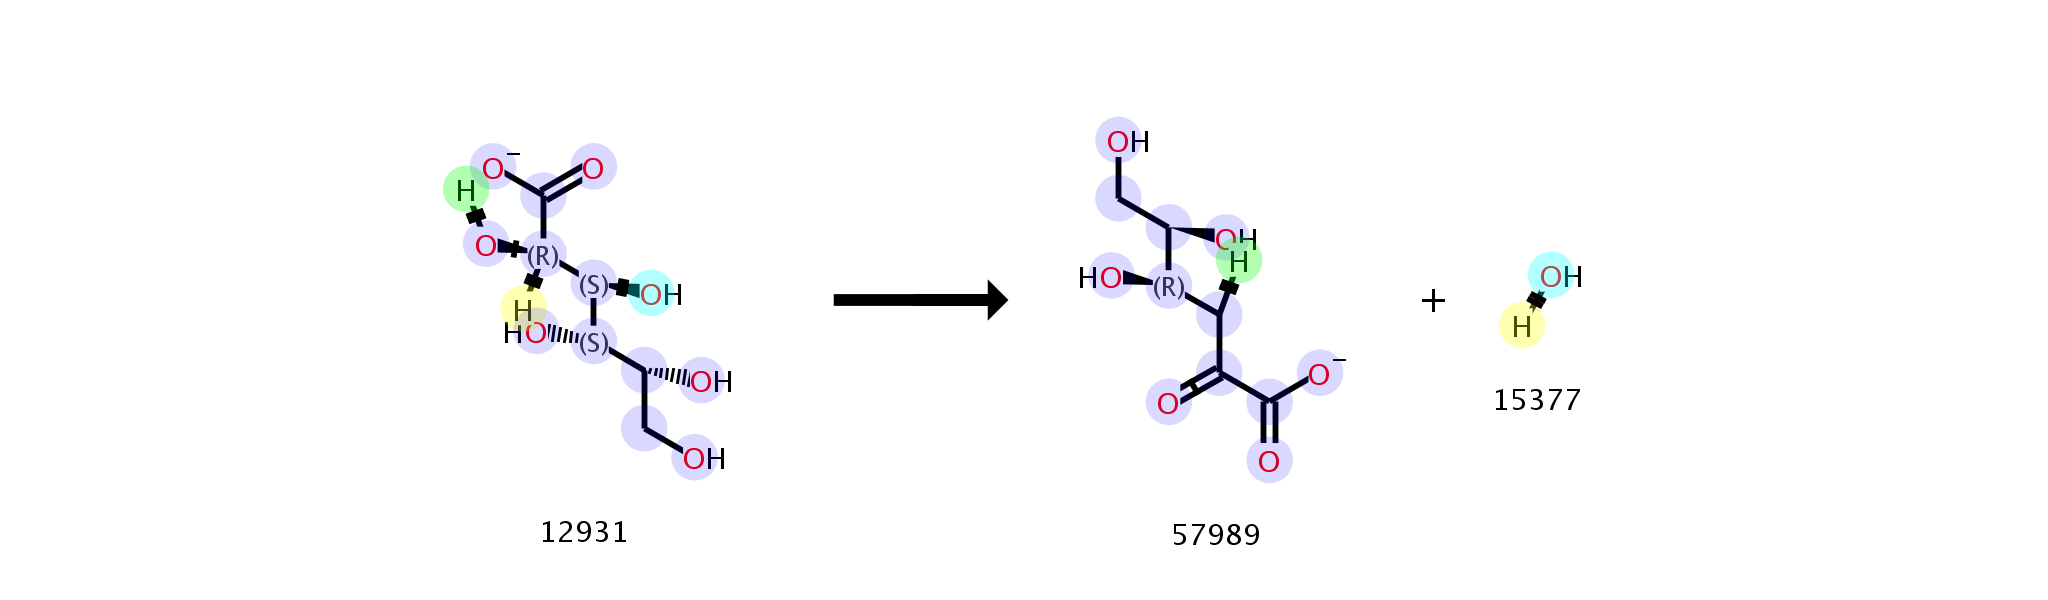 OH
O− O
H
O (R) OH
(S) OH H
H HO (R)
HO (S) + OH
H
OH O−
O 15377
OH O
12931 57989